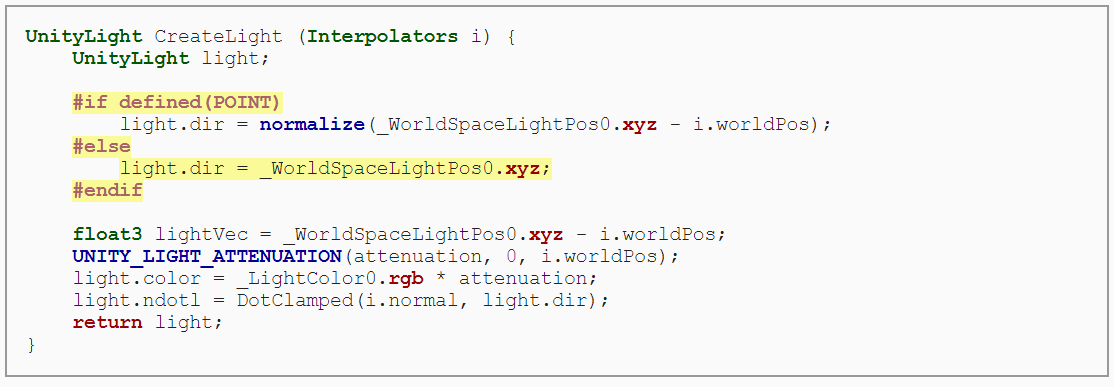 UnityLight CreateLight (Interpolators i) {
    UnityLight light;

    #if defined(POINT)
        light.dir = normalize(_WorldSpaceLightPos0.xyz - i.worldPos);
    #else
        light.dir = _WorldSpaceLightPos0.xyz;
    #endif

    float3 lightVec = _WorldSpaceLightPos0.xyz - i.worldPos;
    UNITY_LIGHT_ATTENUATION(attenuation, 0, i.worldPos);
    light.color = _LightColor0.rgb * attenuation;
    light.ndotl = DotClamped(i.normal, light.dir);
    return light;
}